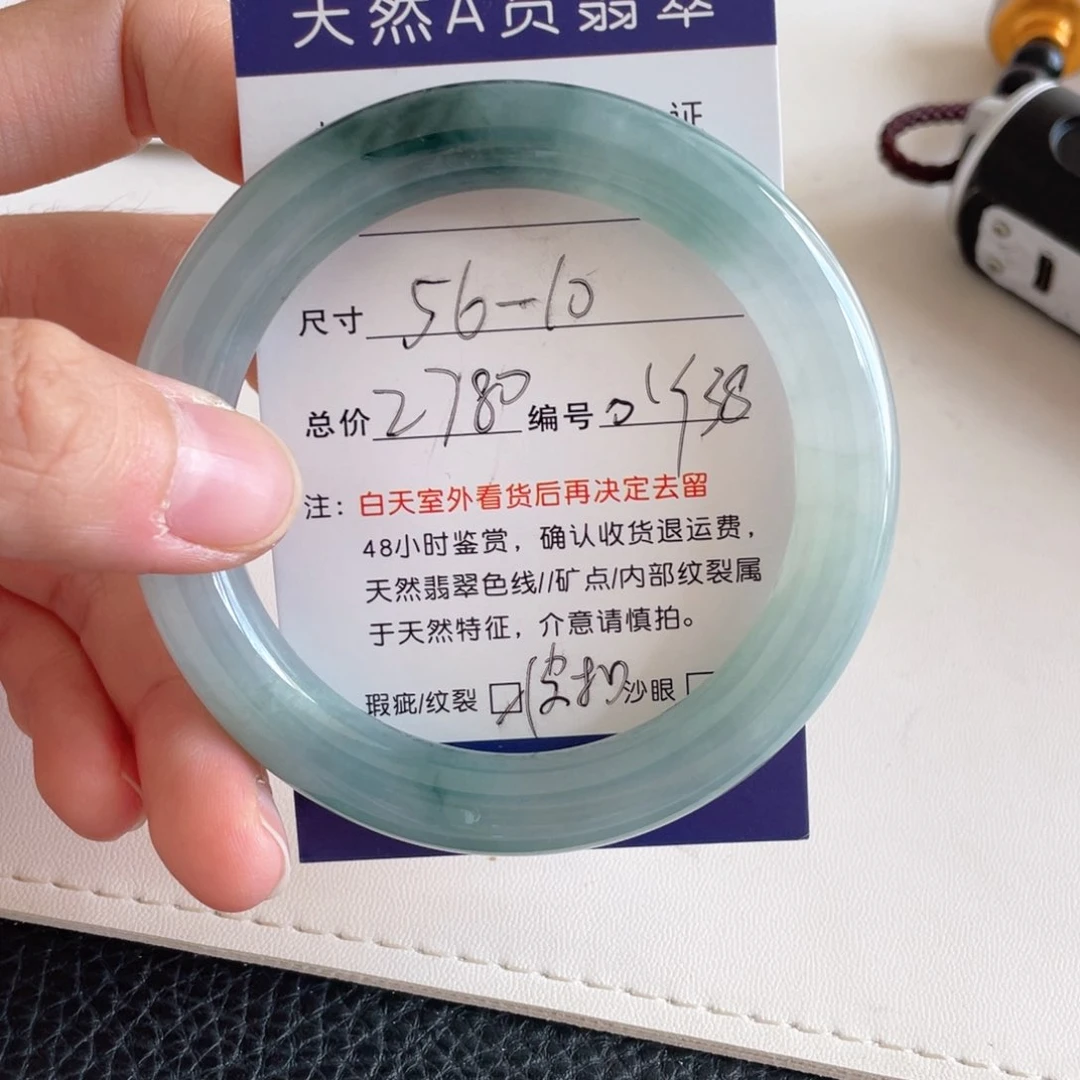 天然A货翡翠
证
尺寸 56-10
总价 2780 编号
注：白天室外看货后再决定去留
48小时鉴赏，确认收货退运费，
天然翡翠色线//矿点/内部纹裂属
于天然特征，介意请慎拍。
瑕疵/纹裂 沙眼